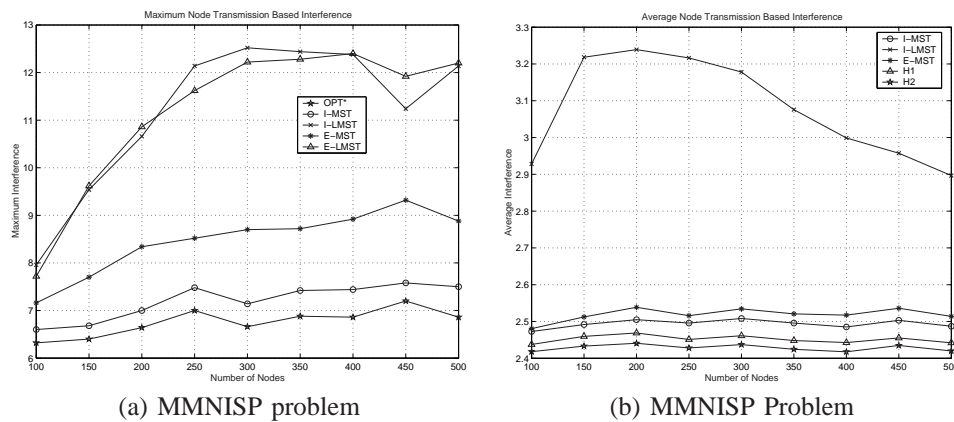 Maximum Node Transmission Based Interference
13
12
11
10
9
8
7
6
Maximum Interference
OPT*
I−MST
I−LMST
E−MST
E−LMST
100 150 200 250 300 350 400 450 500
Number of Nodes
(a) MMNISP problem
Average Node Transmission Based Interference
3.3
3.2
3.1
3
2.9
2.8
2.7
2.6
2.5
2.4
Average Interference
I−MST
I−LMST
E−MST
H1
H2
100 150 200 250 300 350 400 450 500
Number of Nodes
(b) MMNISP Problem